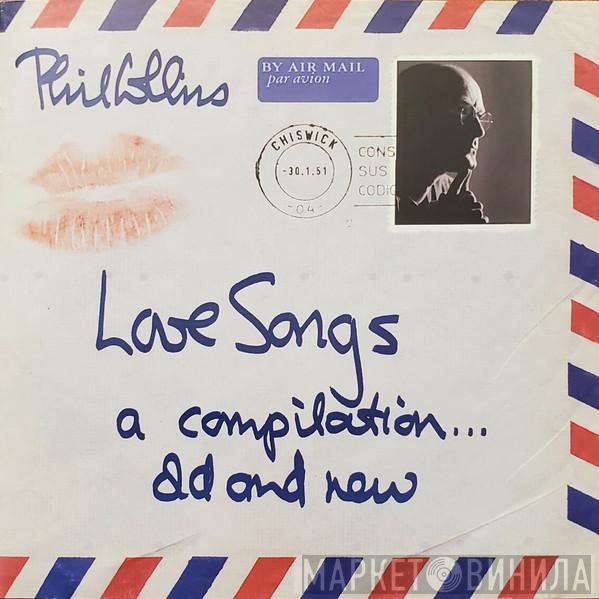 Phil Collins
BY AIR MAIL
par avion
CHISWICK
-30.1.51
-04-
CONS
SUS
CODIC
Love Songs
a compilation...
old and new
МАРКЕТ ВИНИЛА